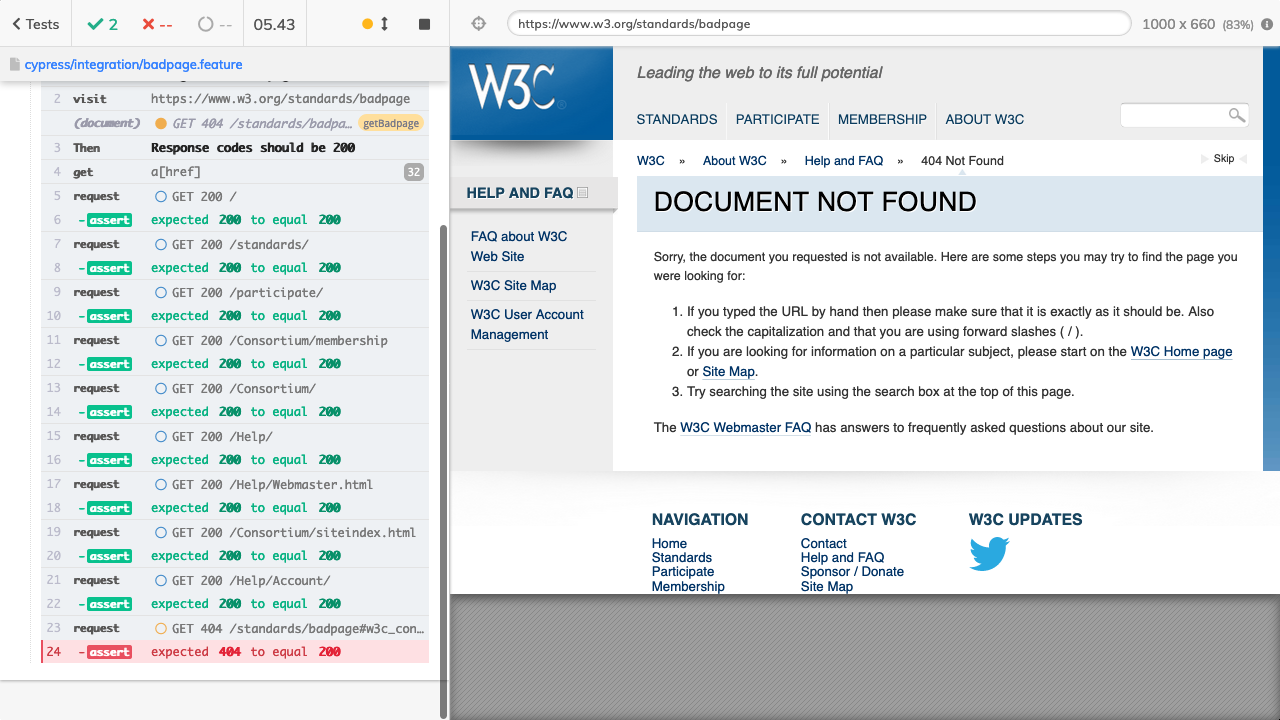 Tests
2
--
--
05.43
https://www.w3.org/standards/badpage
1000 x 660 (83%)
cypress/integration/badpage.feature
2 visit https://www.w3.org/standards/badpage
(document) GET 404 /standards/badpa... getBadpage
3 Then Response codes should be 200
4 get a[href] 32
5 request GET 200 /
6 -assert expected 200 to equal 200
7 request GET 200 /standards/
8 -assert expected 200 to equal 200
9 request GET 200 /participate/
10 -assert expected 200 to equal 200
11 request GET 200 /Consortium/membership
12 -assert expected 200 to equal 200
13 request GET 200 /Consortium/
14 -assert expected 200 to equal 200
15 request GET 200 /Help/
16 -assert expected 200 to equal 200
17 request GET 200 /Help/Webmaster.html
18 -assert expected 200 to equal 200
19 request GET 200 /Consortium/siteindex.html
20 -assert expected 200 to equal 200
21 request GET 200 /Help/Account/
22 -assert expected 200 to equal 200
23 request GET 404 /standards/badpage#w3c_con...
24 -assert expected 404 to equal 200
W3C
Leading the web to its full potential
STANDARDS PARTICIPATE MEMBERSHIP ABOUT W3C
W3C » About W3C » Help and FAQ » 404 Not Found
Skip
HELP AND FAQ
FAQ about W3C
Web Site
W3C Site Map
W3C User Account
Management
DOCUMENT NOT FOUND
Sorry, the document you requested is not available. Here are some steps you may try to find the page you
were looking for:
1. If you typed the URL by hand then please make sure that it is exactly as it should be. Also
check the capitalization and that you are using forward slashes ( / ).
2. If you are looking for information on a particular subject, please start on the W3C Home page
or Site Map.
3. Try searching the site using the search box at the top of this page.
The W3C Webmaster FAQ has answers to frequently asked questions about our site.
NAVIGATION
Home
Standards
Participate
Membership
CONTACT W3C
Contact
Help and FAQ
Sponsor / Donate
Site Map
W3C UPDATES